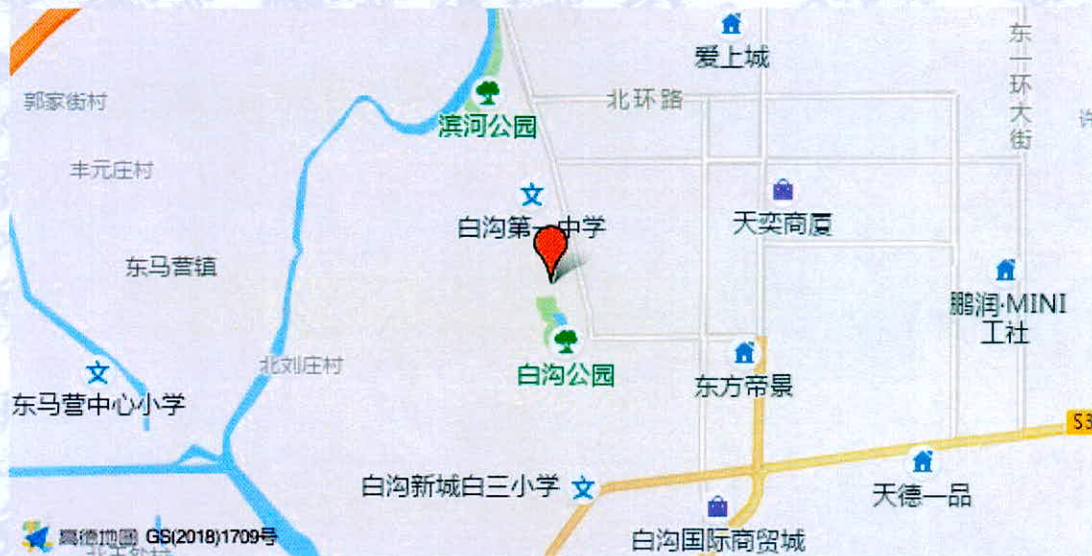 爱上城
东一环大街
郭家街村
北环路
许
滨河公园
丰元庄村
白沟第一中学
天奕商厦
东马营镇
鹏润·MINI
工社
北刘庄村
白沟公园
东方帝景
东马营中心小学
S3
白沟新城白三小学
天德一品
白沟国际商贸城
高德地图 GS(2018)1709号